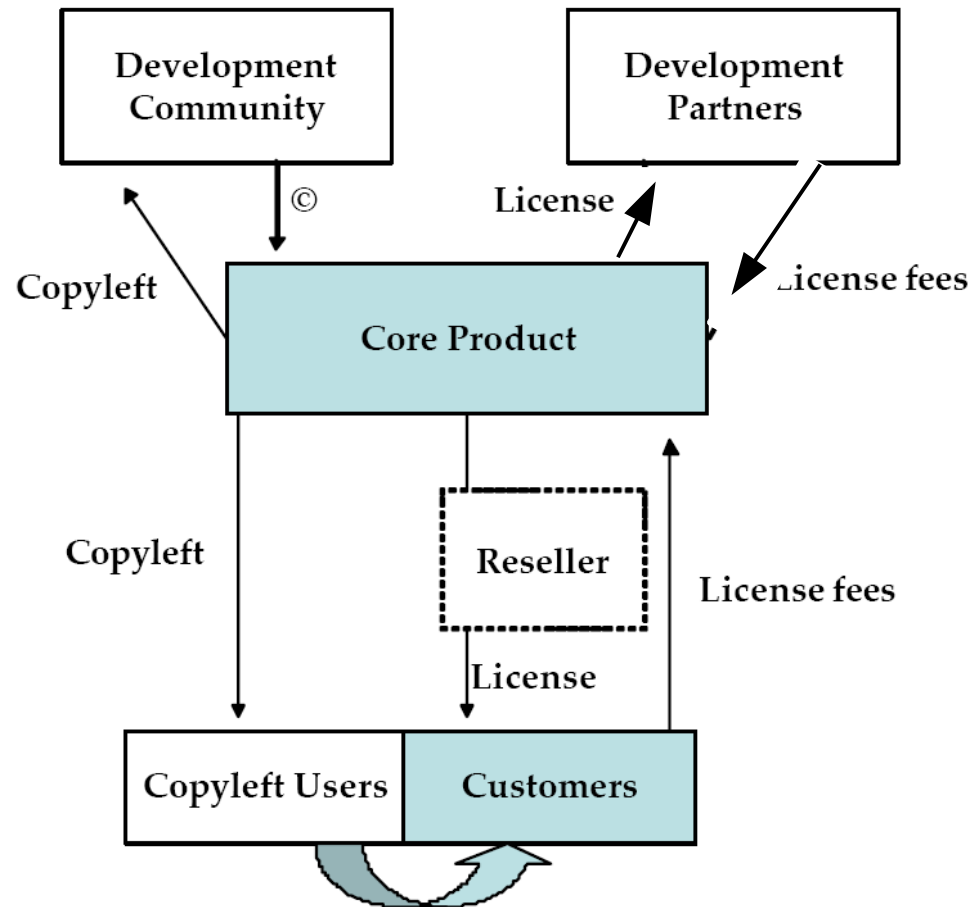 Development
Community
Development
Partners
©
License
Copyleft
License fees
Core Product
Copyleft
Reseller
License fees
License
Copyleft Users
Customers